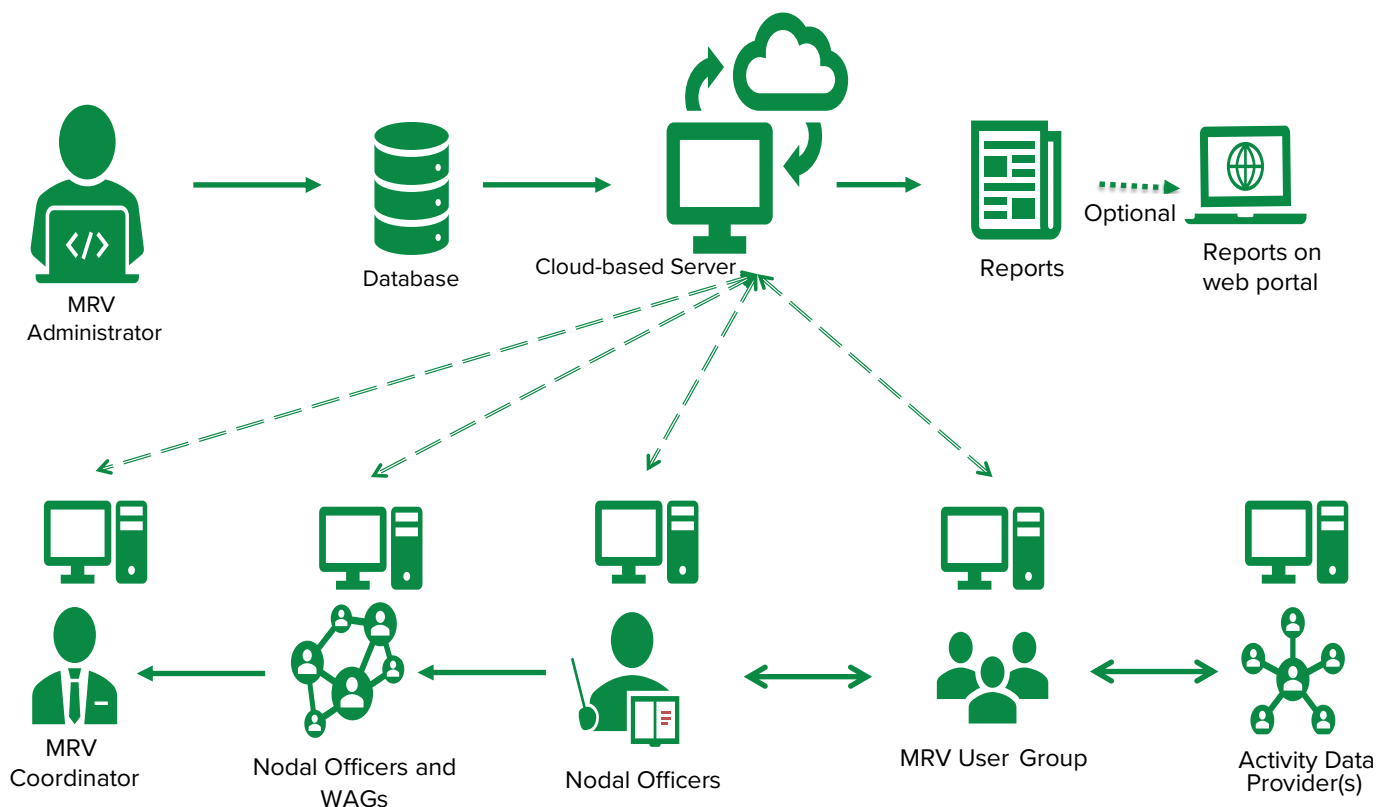 MRV
Administrator
Database
Cloud-based Server
Reports
Optional
Reports on
web portal
MRV
Coordinator
Nodal Officers and
WAGs
Nodal Officers
MRV User Group
Activity Data
Provider(s)